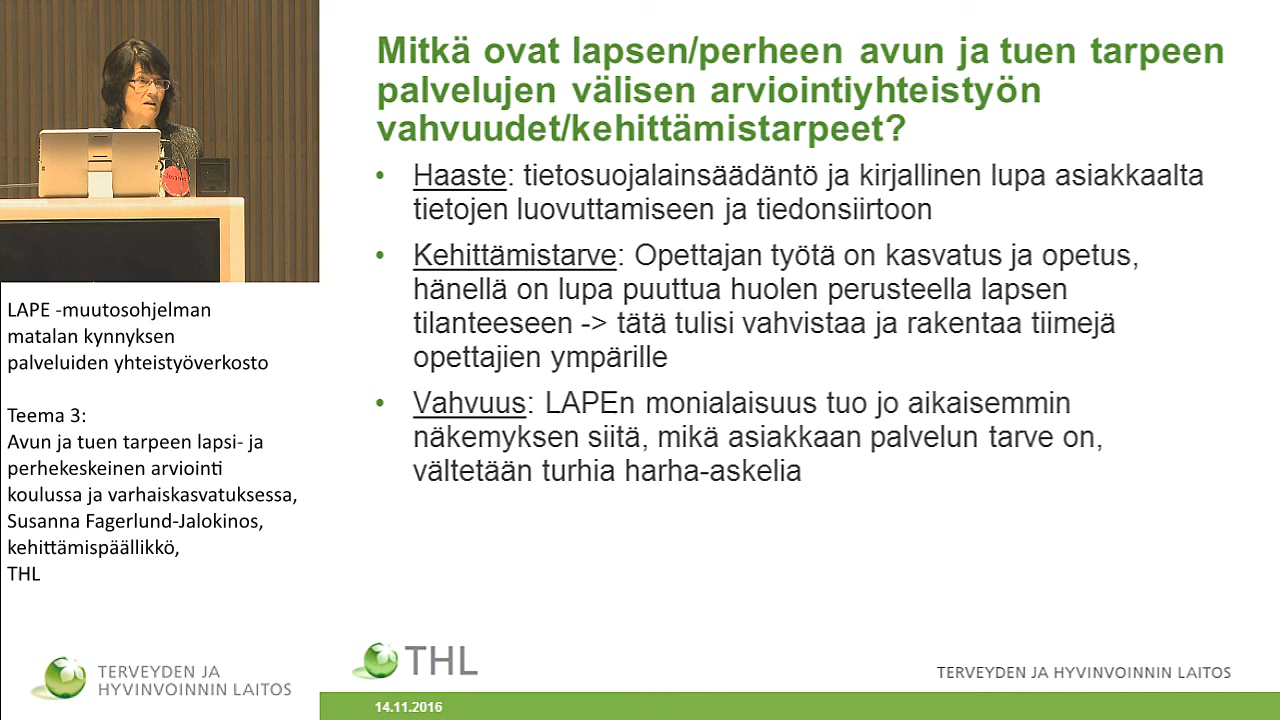 Mitkä ovat lapsen/perheen avun ja tuen tarpeen
palvelujen välisen arviointiyhteistyön
vahvuudet/kehittämistarpeet?
• Haaste: tietosuojalainsäädäntö ja kirjallinen lupa asiakkaalta
tietojen luovuttamiseen ja tiedonsiirtoon
• Kehittämistarve: Opettajan työtä on kasvatus ja opetus,
hänellä on lupa puuttua huolen perusteella lapsen
tilanteeseen -> tätä tulisi vahvistaa ja rakentaa tiimejä
opettajien ympärille
• Vahvuus: LAPEn monialaisuus tuo jo aikaisemmin
näkemyksen siitä, mikä asiakkaan palvelun tarve on,
vältetään turhia harha-askelia
LAPE -muutosohjelman
matalan kynnyksen
palveluiden yhteistyöverkosto
Teema 3:
Avun ja tuen tarpeen lapsi- ja
perhekeskeinen arviointi
koulussa ja varhaiskasvatuksessa,
Susanna Fagerlund-Jalokinos,
kehittämispäällikkö,
THL
TERVEYDEN JA
HYVINVOINNIN LAITOS
THL
TERVEYDEN JA HYVINVOINNIN LAITOS
14.11.2016